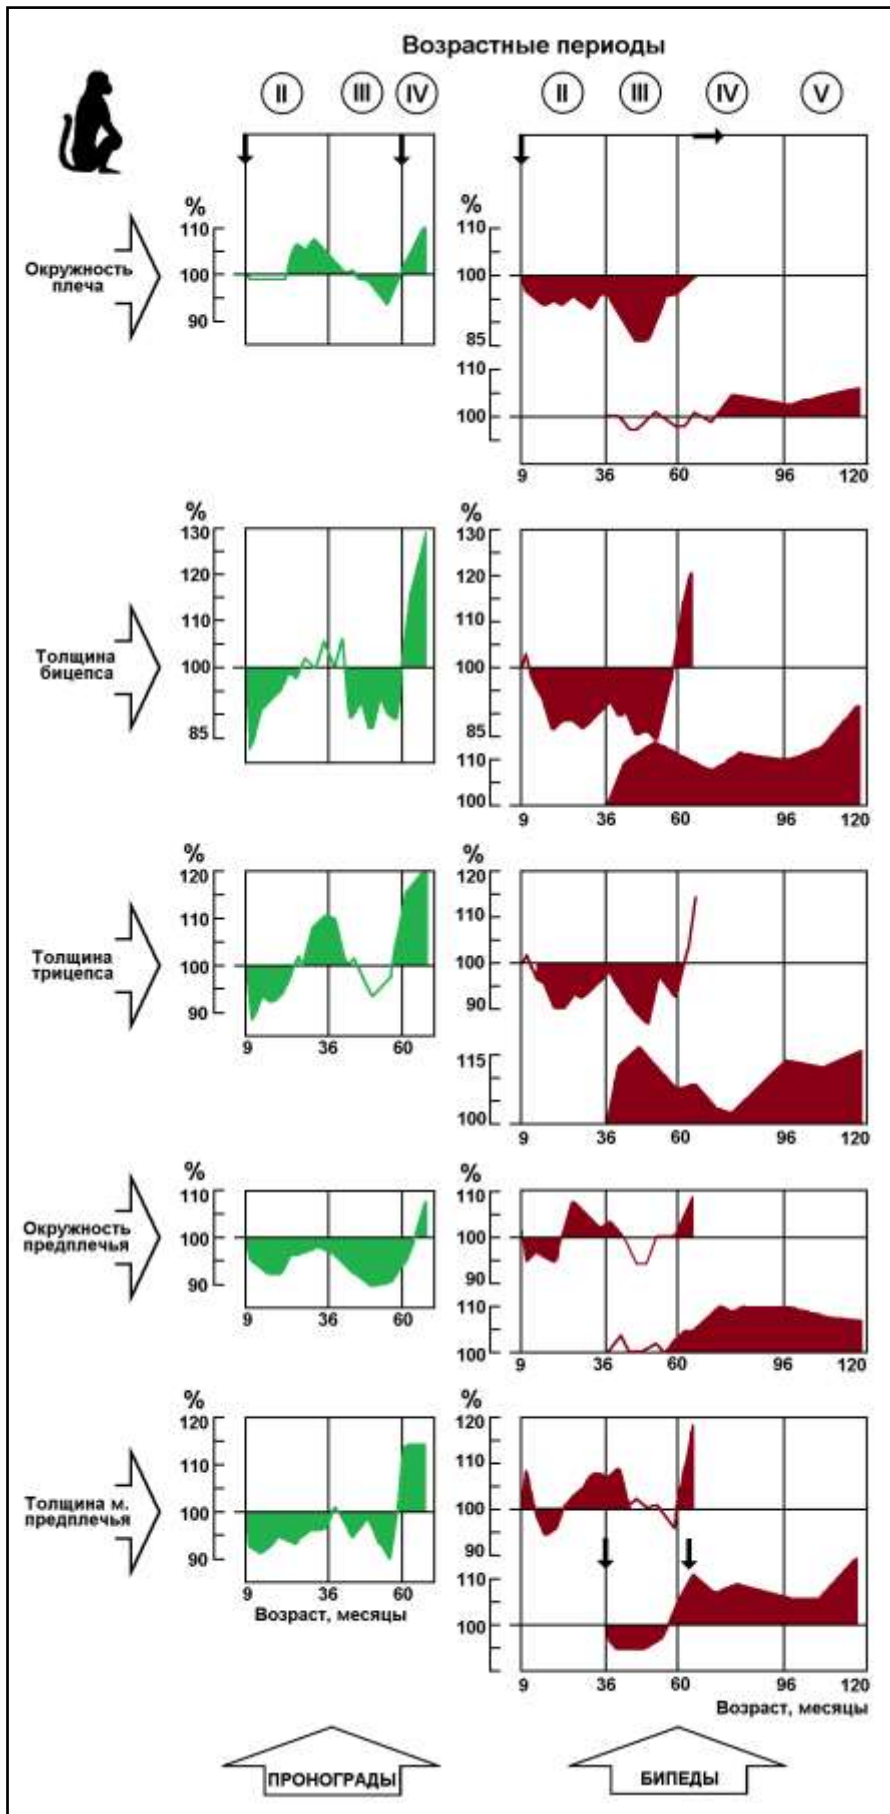 Возрастные периоды
II III IV II III IV V
% %
Окружность
плеча
110 110
100 100
90 85
110
100
9 36 60 96 120
% %
Толщина
бицепса
130 130
120 120
110 110
100 100
85 85
110
100
9 36 60 96 120
% %
Толщина
трицепса
120 120
110 110
100 100
90 90
9 36 60
115
100
9 36 60 96 120
% %
Окружность
предплечья
110 110
100 100
90 90
9 36 60
110
100
9 36 60 96 120
% %
Толщина м.
предплечья
120 120
110 110
100 100
90 90
9 36 60
Возраст, месяцы
110
100
9 36 60 96 120
Возраст, месяцы
ПРОНОГРАДЫ БИПЕДЫ